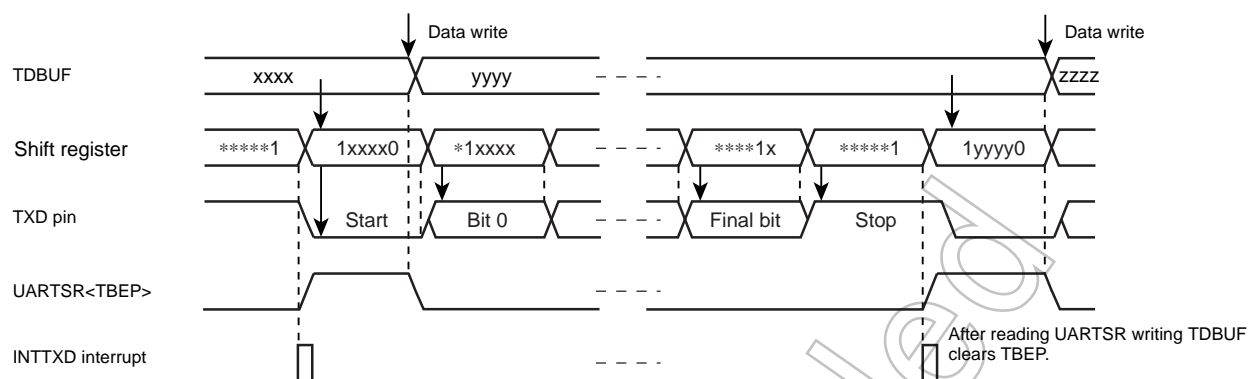 Data write
Data write
TDBUF
xxxx
yyyy
zzzz
Shift register
*****1
1xxxx0
*1xxxx
****1x
*****1
1yyyy0
TXD pin
Start
Bit 0
Final bit
Stop
UARTSR<TBEP>
INTTXD interrupt
After reading UARTSR writing TDBUF
clears TBEP.